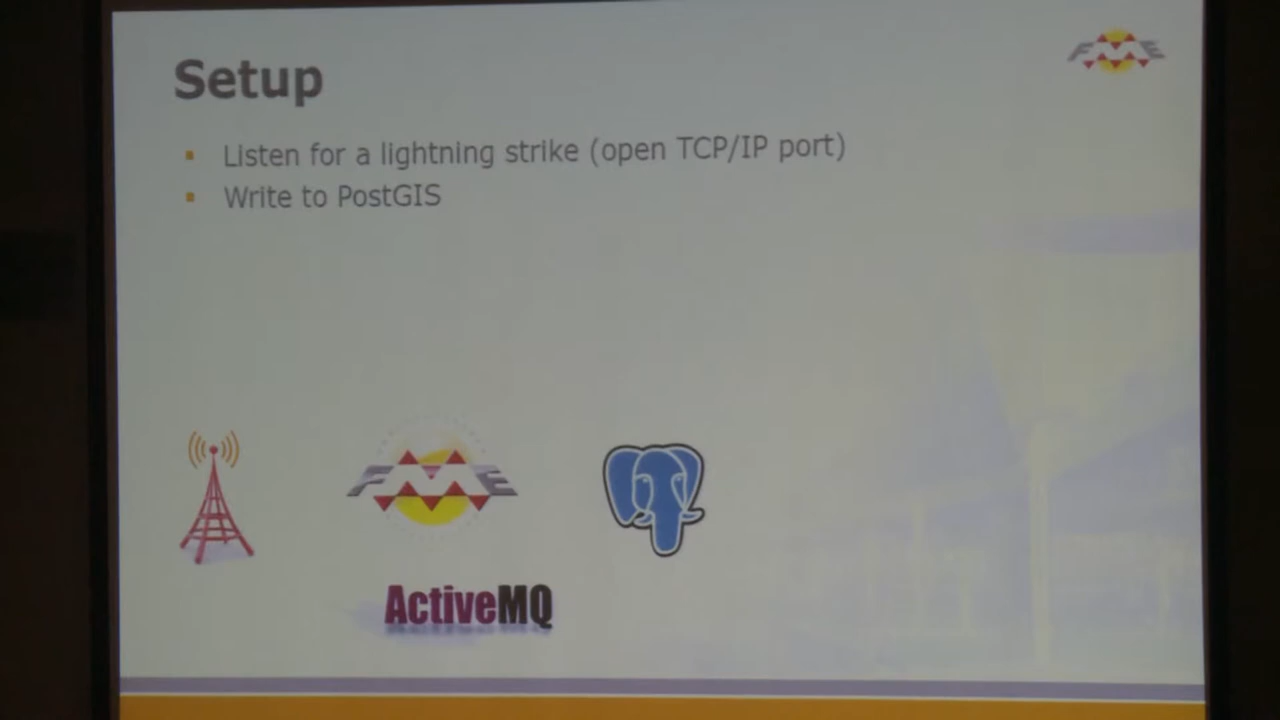 FME
Setup
Listen for a lightning strike (open TCP/IP port)
Write to PostGIS
FME
ActiveMQ